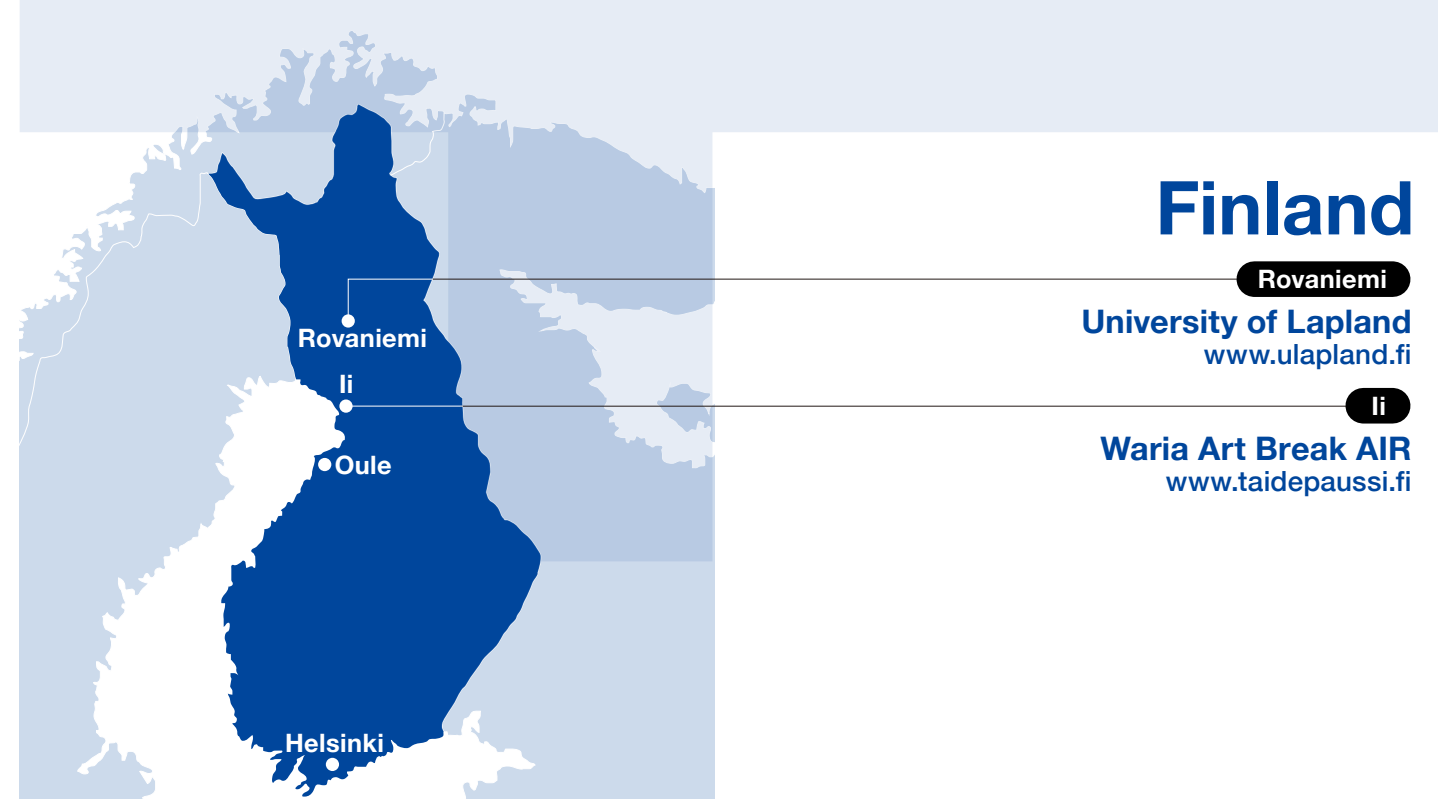 Finland
Rovaniemi
University of Lapland
www.ulapland.fi
Ii
Waria Art Break AIR
www.taidepaussi.fi
Rovaniemi
Ii
Oule
Helsinki